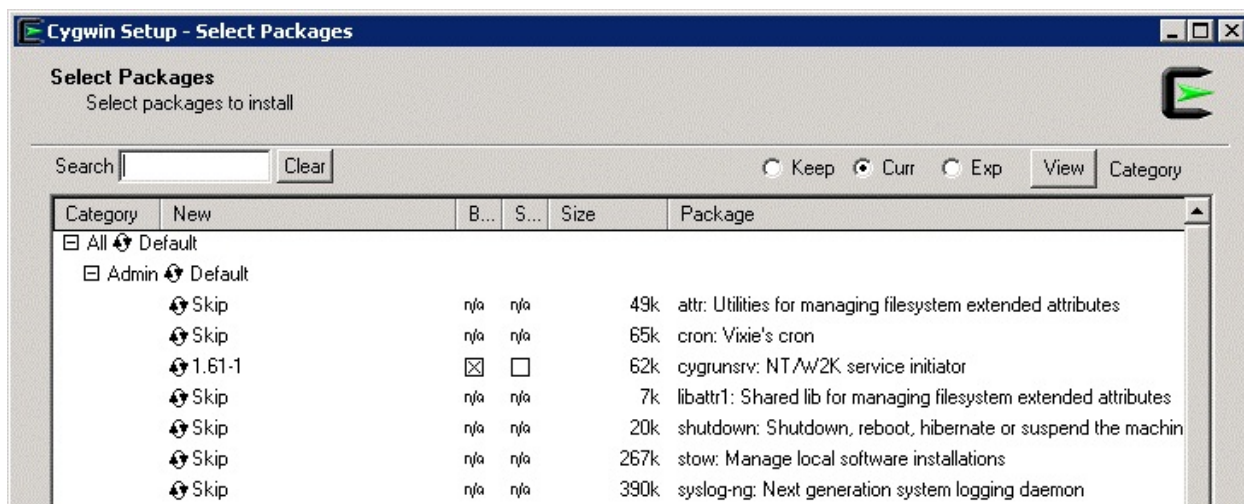 Cygwin Setup - Select Packages
Select Packages
Select packages to install
Search Clear Keep Curr Exp View Category
Category New B... S... Size Package
All Default
Admin Default
Skip n/a n/a 49k attr: Utilities for managing filesystem extended attributes
Skip n/a n/a 65k cron: Vixie's cron
1.61-1 62k cygrunsrv: NT/W2K service initiator
Skip n/a n/a 7k libattr1: Shared lib for managing filesystem extended attributes
Skip n/a n/a 20k shutdown: Shutdown, reboot, hibernate or suspend the machin
Skip n/a n/a 267k stow: Manage local software installations
Skip n/a n/a 390k syslog-ng: Next generation system logging daemon